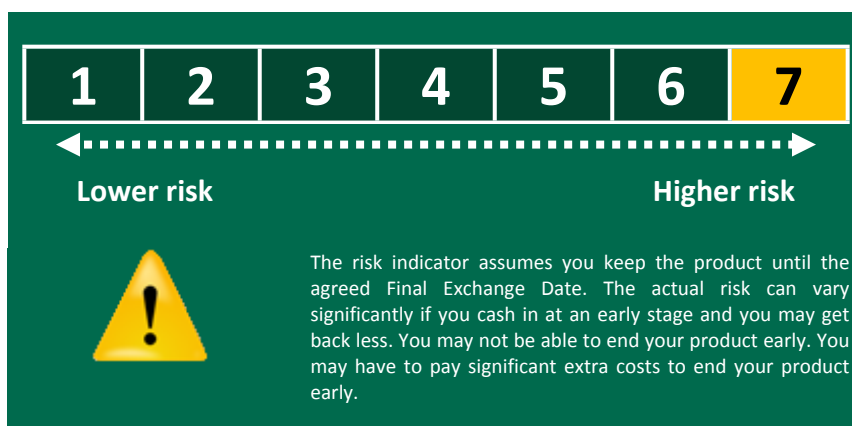 1 2 3 4 5 6 7
Lower risk Higher risk
!
The risk indicator assumes you keep the product until the
agreed Final Exchange Date. The actual risk can vary
significantly if you cash in at an early stage and you may get
back less. You may not be able to end your product early. You
may have to pay significant extra costs to end your product
early.